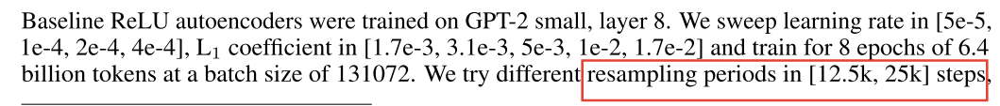 Baseline ReLU autoencoders were trained on GPT-2 small, layer 8. We sweep learning rate in [5e-5,
1e-4, 2e-4, 4e-4], L₁ coefficient in [1.7e-3, 3.1e-3, 5e-3, 1e-2, 1.7e-2] and train for 8 epochs of 6.4
billion tokens at a batch size of 131072. We try different resampling periods in [12.5k, 25k] steps,